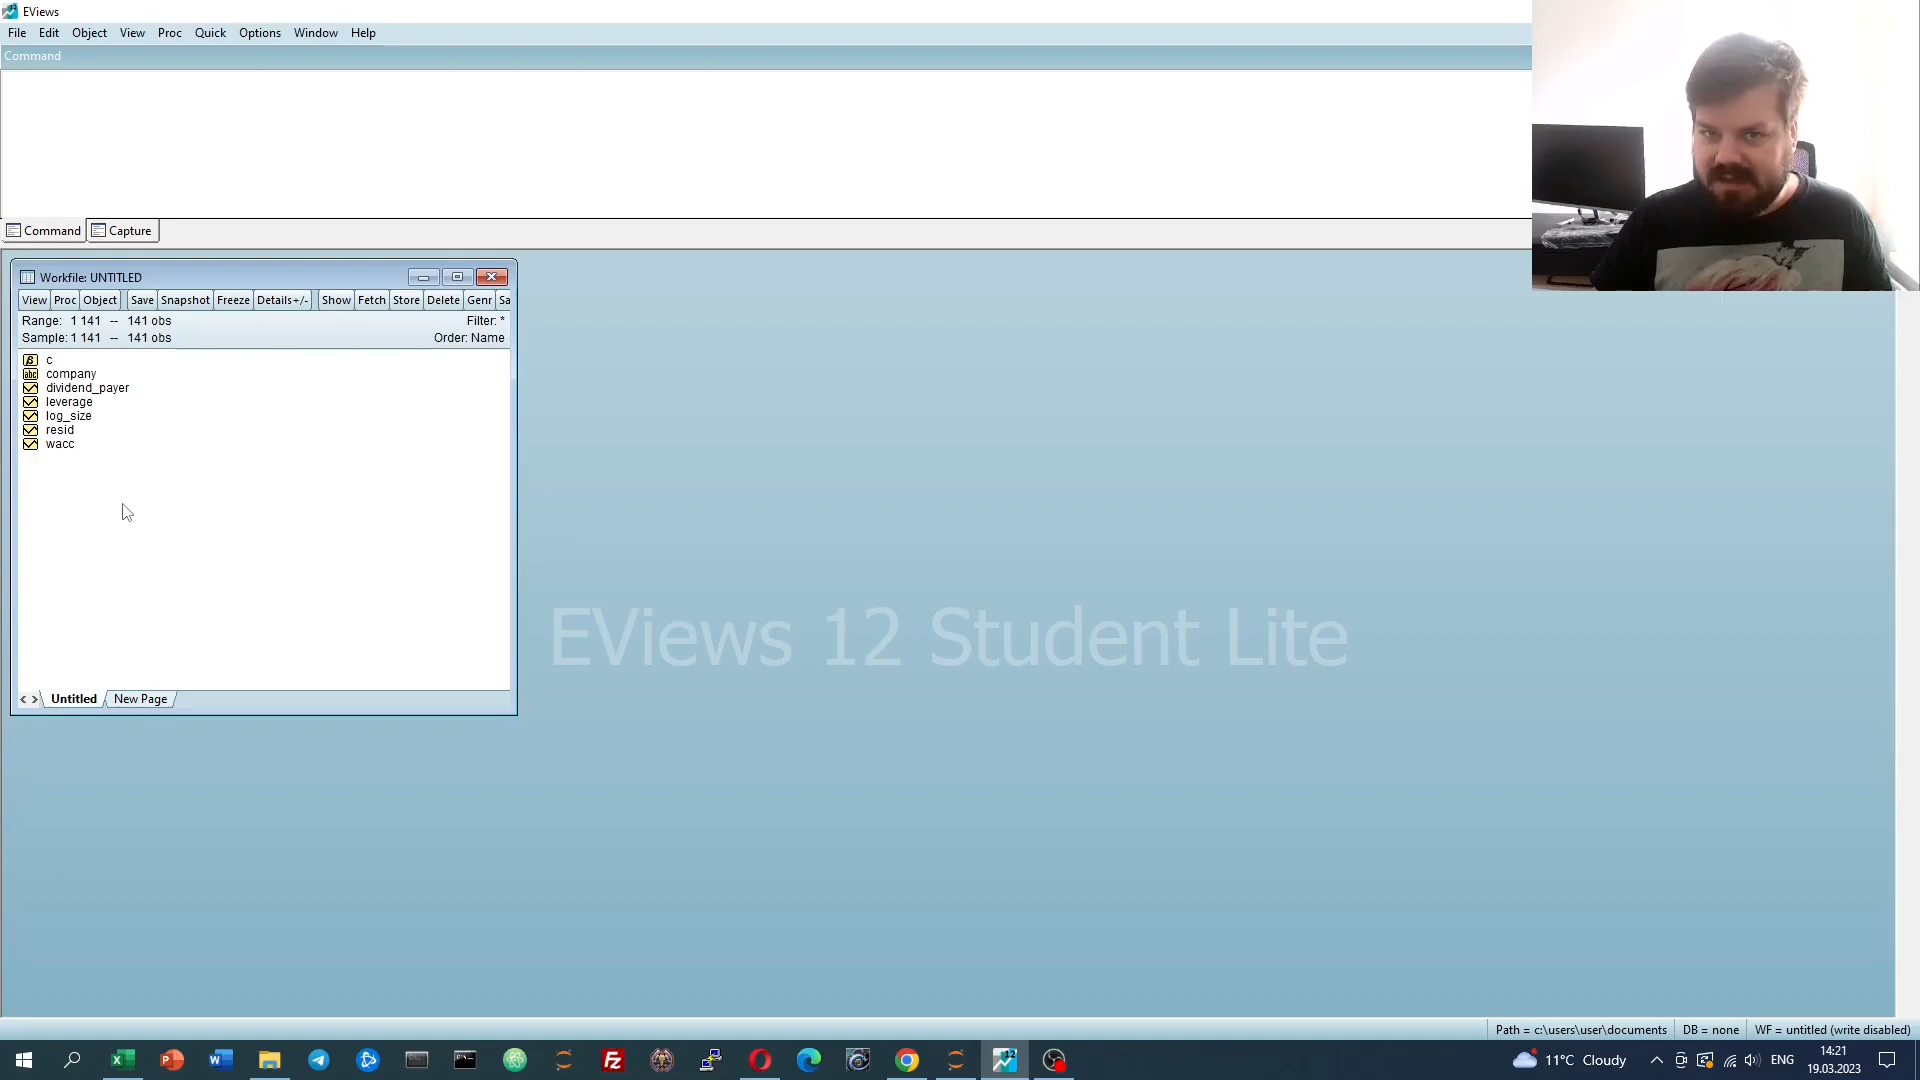 EViews
File Edit Object View Proc Quick Options Window Help
Command
Command Capture
Workfile: UNTITLED
View Proc Object Save Snapshot Freeze Details+/- Show Fetch Store Delete Genr Sa
Range: 1 141 -- 141 obs Filter: *
Sample: 1 141 -- 141 obs Order: Name
β c
abc company
dividend_payer
leverage
log_size
resid
wacc
EViews 12 Student Lite
< > Untitled New Page
Path = c:\users\user\documents DB = none WF = untitled (write disabled)
11°C Cloudy ENG 14:21
19.03.2023